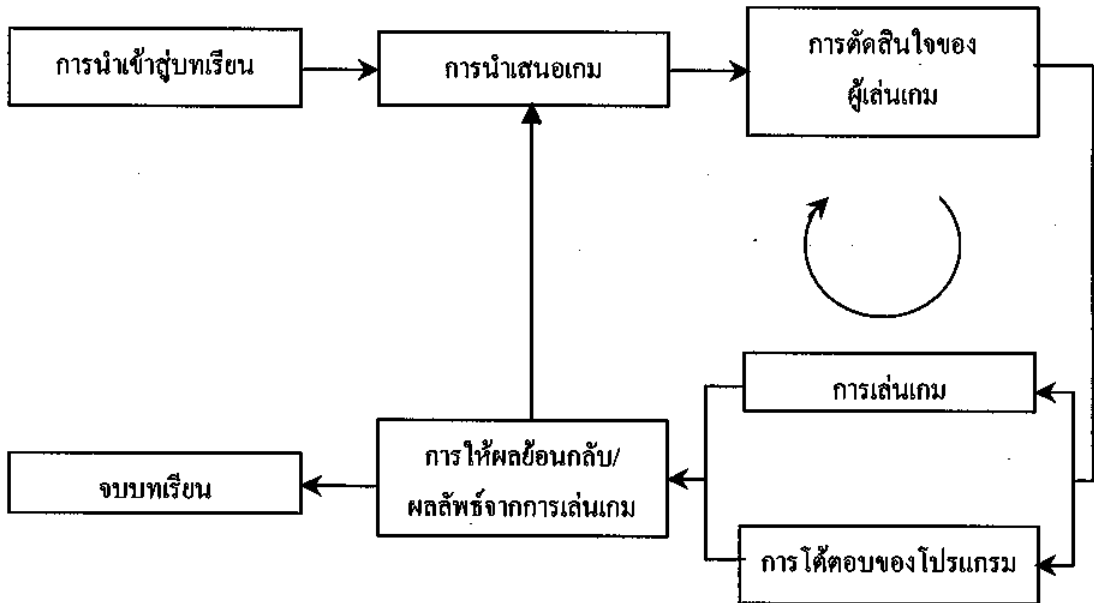 การนำเข้าสู่บทเรียน
การนำเสนอเกม
การตัดสินใจของ
ผู้เล่นเกม
การเล่นเกม
การให้ผลย้อนกลับ/
ผลลัพธ์จากการเล่นเกม
จบบทเรียน
การโต้ตอบของโปรแกรม